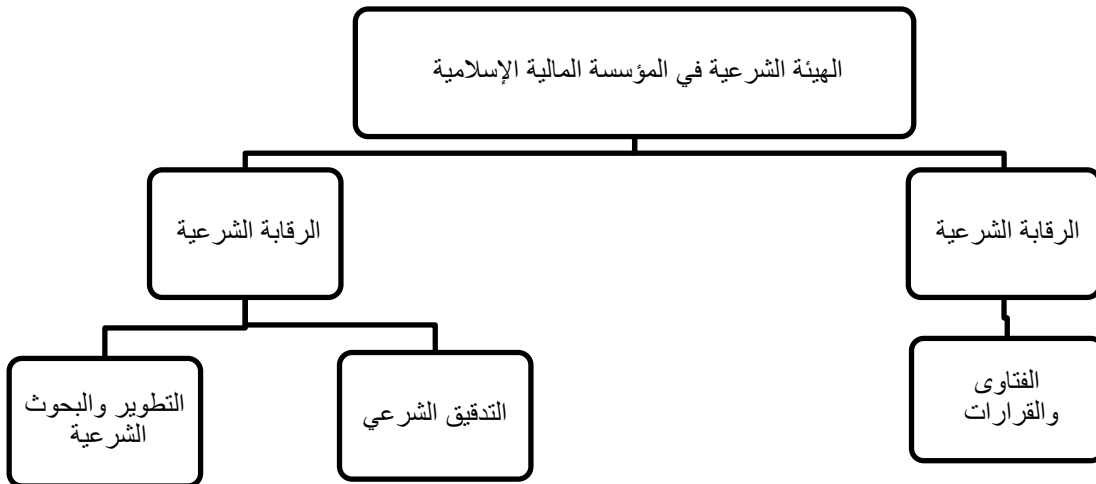 الهيئة الشرعية في المؤسسة المالية الإسلامية
الرقابة الشرعية
الرقابة الشرعية
الفتاوى
والقرارات
التدقيق الشرعي
التطوير والبحوث
الشرعية